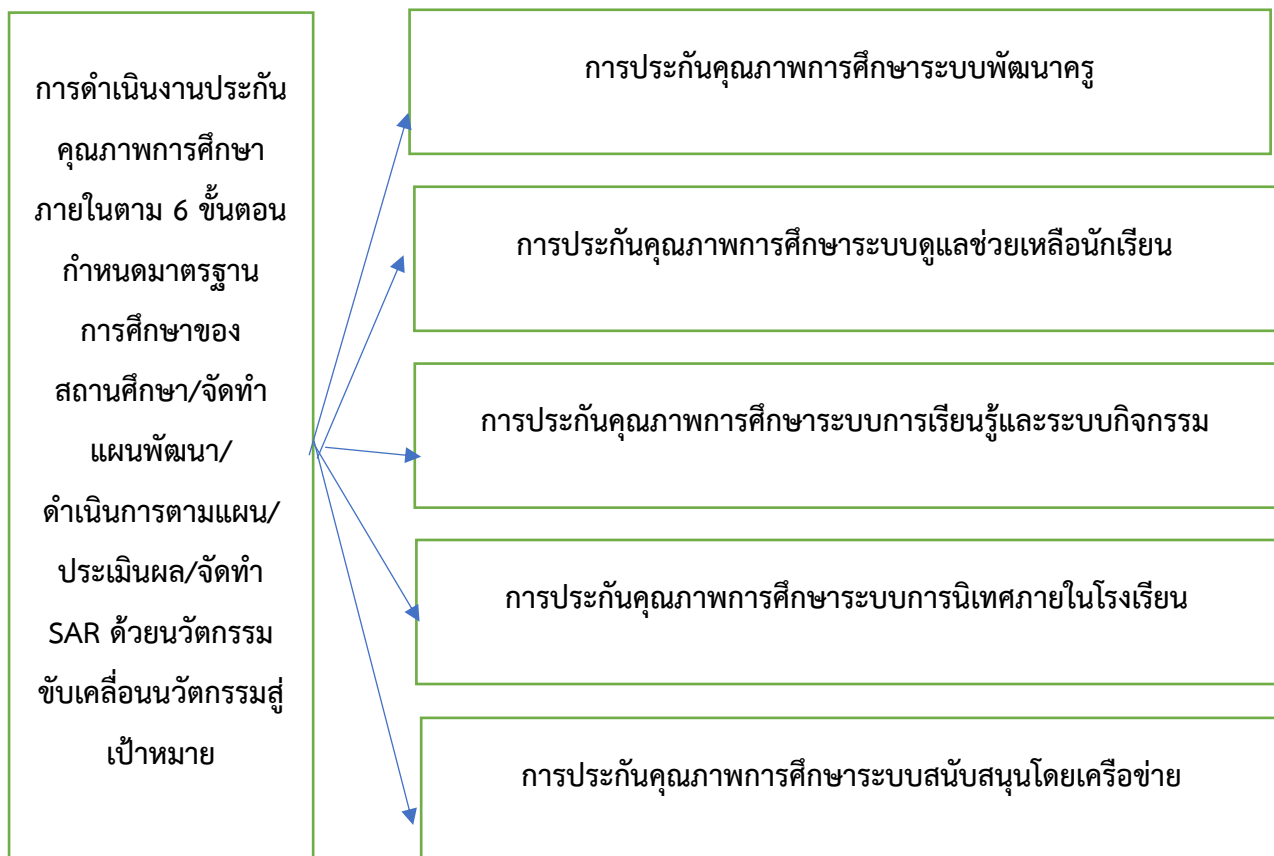 การดำเนินงานประกัน
คุณภาพการศึกษา
ภายในตาม 6 ขั้นตอน
กำหนดมาตรฐาน
การศึกษาของ
สถานศึกษา/จัดทำ
แผนพัฒนา/
ดำเนินการตามแผน/
ประเมินผล/จัดทำ
SAR ด้วยนวัตกรรม
ขับเคลื่อนนวัตกรรมสู่
เป้าหมาย
การประกันคุณภาพการศึกษาระบบพัฒนาครู
การประกันคุณภาพการศึกษาระบบดูแลช่วยเหลือนักเรียน
การประกันคุณภาพการศึกษาระบบการเรียนรู้และระบบกิจกรรม
การประกันคุณภาพการศึกษาระบบการนิเทศภายในโรงเรียน
การประกันคุณภาพการศึกษาระบบสนับสนุนโดยเครือข่าย